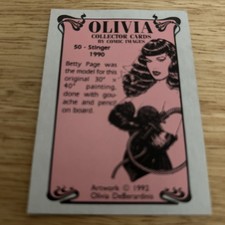 OLIVIA
COLLECTOR CARDS
BY COMIC IMAGES
50 - Stinger
1990
Betty Page was
the model for this
original 30" x
40" painting,
done with gou-
ache and pencil
on board.
Artwork © 1992
Olivia DeBerardinis